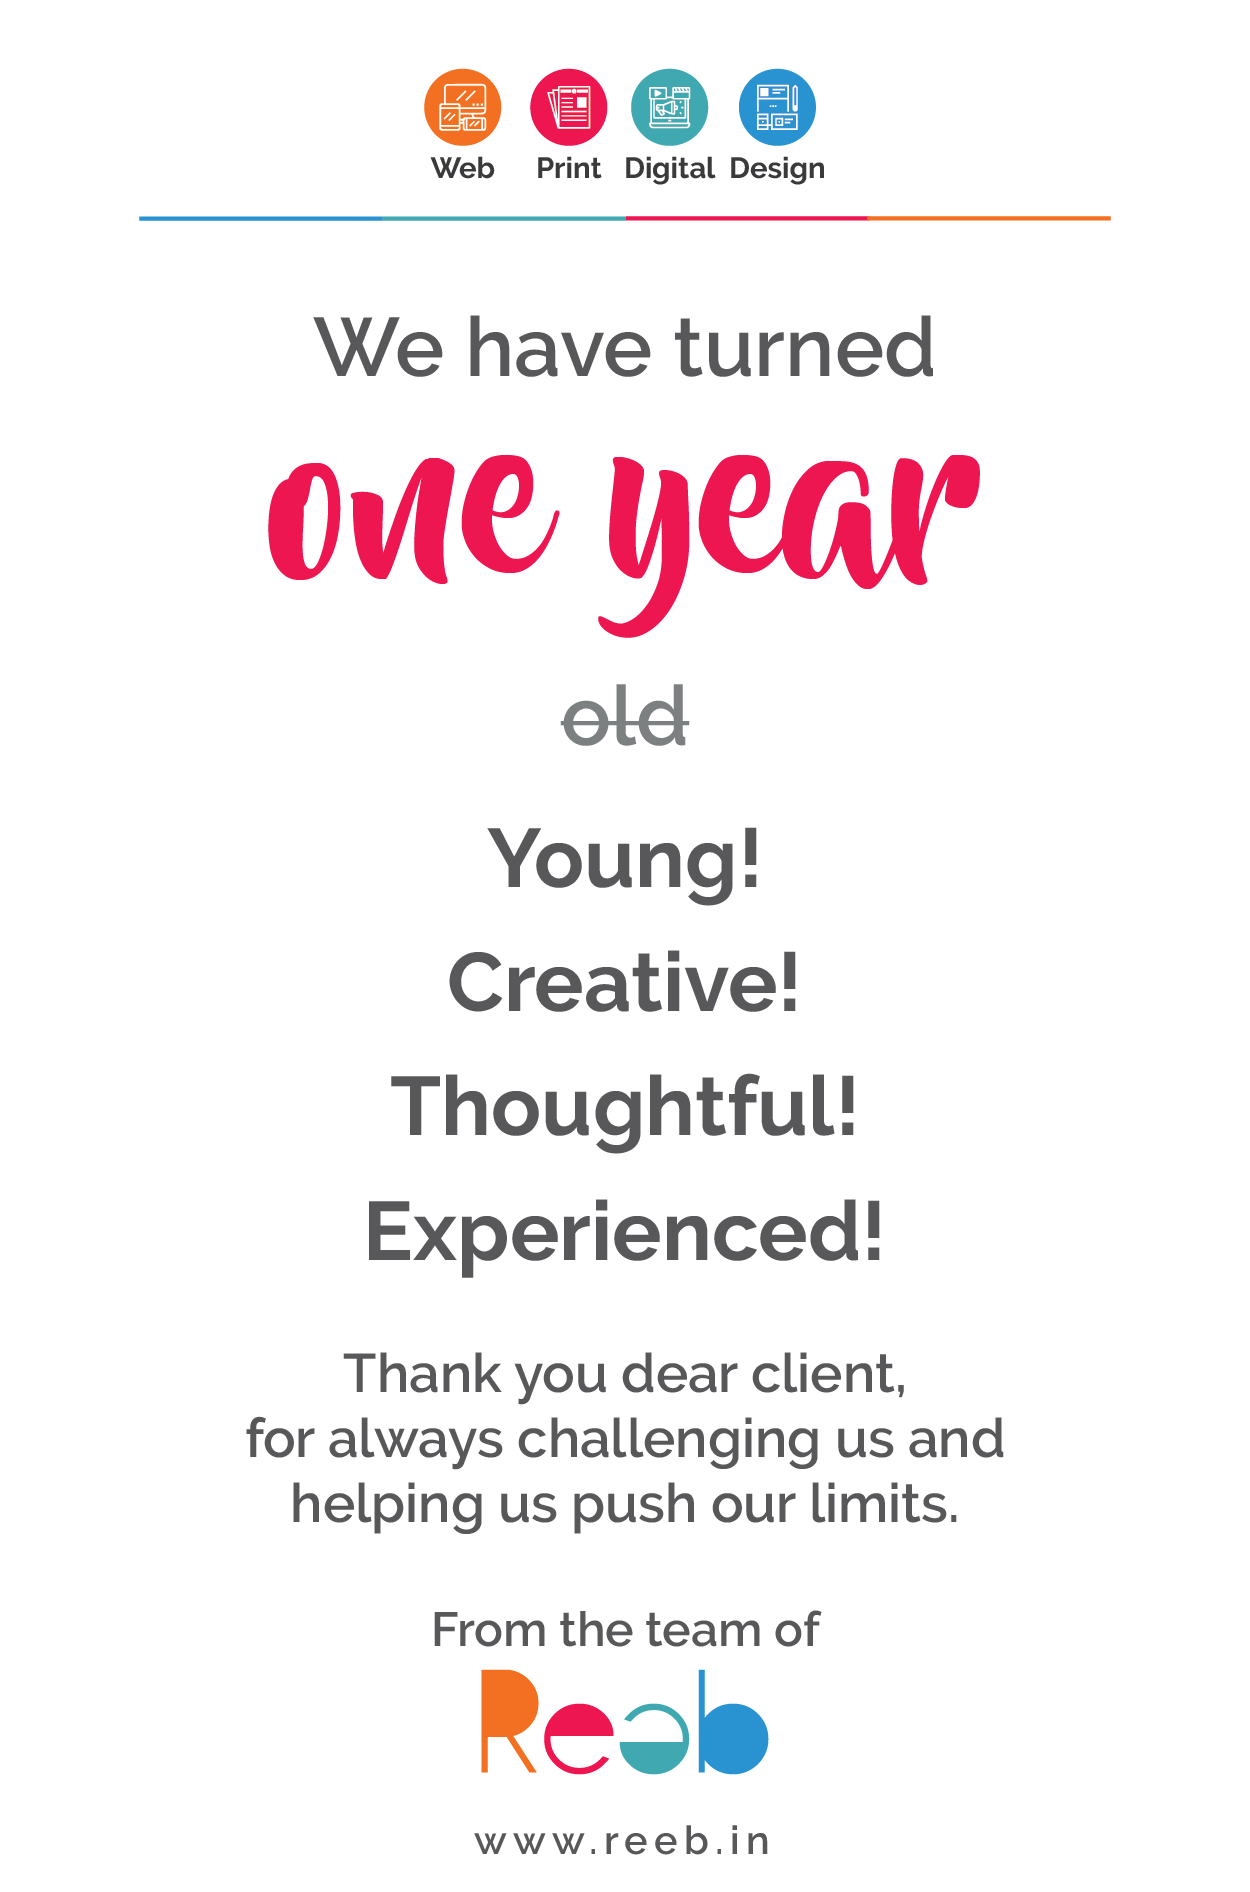 Web Print Digital Design
We have turned
one year
old
Young!
Creative!
Thoughtful!
Experienced!
Thank you dear client,
for always challenging us and
helping us push our limits.
From the team of
Reeb
www.reeb.in